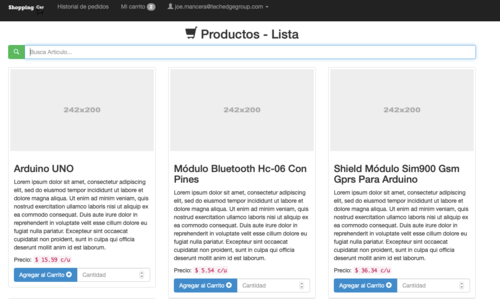 Shopping Car Historial de pedidos Mi carrito 2 joe.mancera@techedgegroup.com
Productos - Lista
Busca Articulo...
242x200 242x200 242x200
Arduino UNO
Lorem ipsum dolor sit amet, consectetur adipisicing
elit, sed do eiusmod tempor incididunt ut labore et
dolore magna aliqua. Ut enim ad minim veniam, quis
nostrud exercitation ullamco laboris nisi ut aliquip ex
ea commodo consequat. Duis aute irure dolor in
reprehenderit in voluptate velit esse cillum dolore eu
fugiat nulla pariatur. Excepteur sint occaecat
cupidatat non proident, sunt in culpa qui officia
deserunt mollit anim id est laborum.
Precio: $ 15.59 c/u
Agregar al Carrito Cantidad
Módulo Bluetooth Hc-06 Con
Pines
Lorem ipsum dolor sit amet, consectetur adipisicing
elit, sed do eiusmod tempor incididunt ut labore et
dolore magna aliqua. Ut enim ad minim veniam, quis
nostrud exercitation ullamco laboris nisi ut aliquip ex
ea commodo consequat. Duis aute irure dolor in
reprehenderit in voluptate velit esse cillum dolore eu
fugiat nulla pariatur. Excepteur sint occaecat
cupidatat non proident, sunt in culpa qui officia
deserunt mollit anim id est laborum.
Precio: $ 5.54 c/u
Agregar al Carrito Cantidad
Shield Módulo Sim900 Gsm
Gprs Para Arduino
Lorem ipsum dolor sit amet, consectetur adipisicing
elit, sed do eiusmod tempor incididunt ut labore et
dolore magna aliqua. Ut enim ad minim veniam, quis
nostrud exercitation ullamco laboris nisi ut aliquip ex
ea commodo consequat. Duis aute irure dolor in
reprehenderit in voluptate velit esse cillum dolore eu
fugiat nulla pariatur. Excepteur sint occaecat
cupidatat non proident, sunt in culpa qui officia
deserunt mollit anim id est laborum.
Precio: $ 36.34 c/u
Agregar al Carrito Cantidad